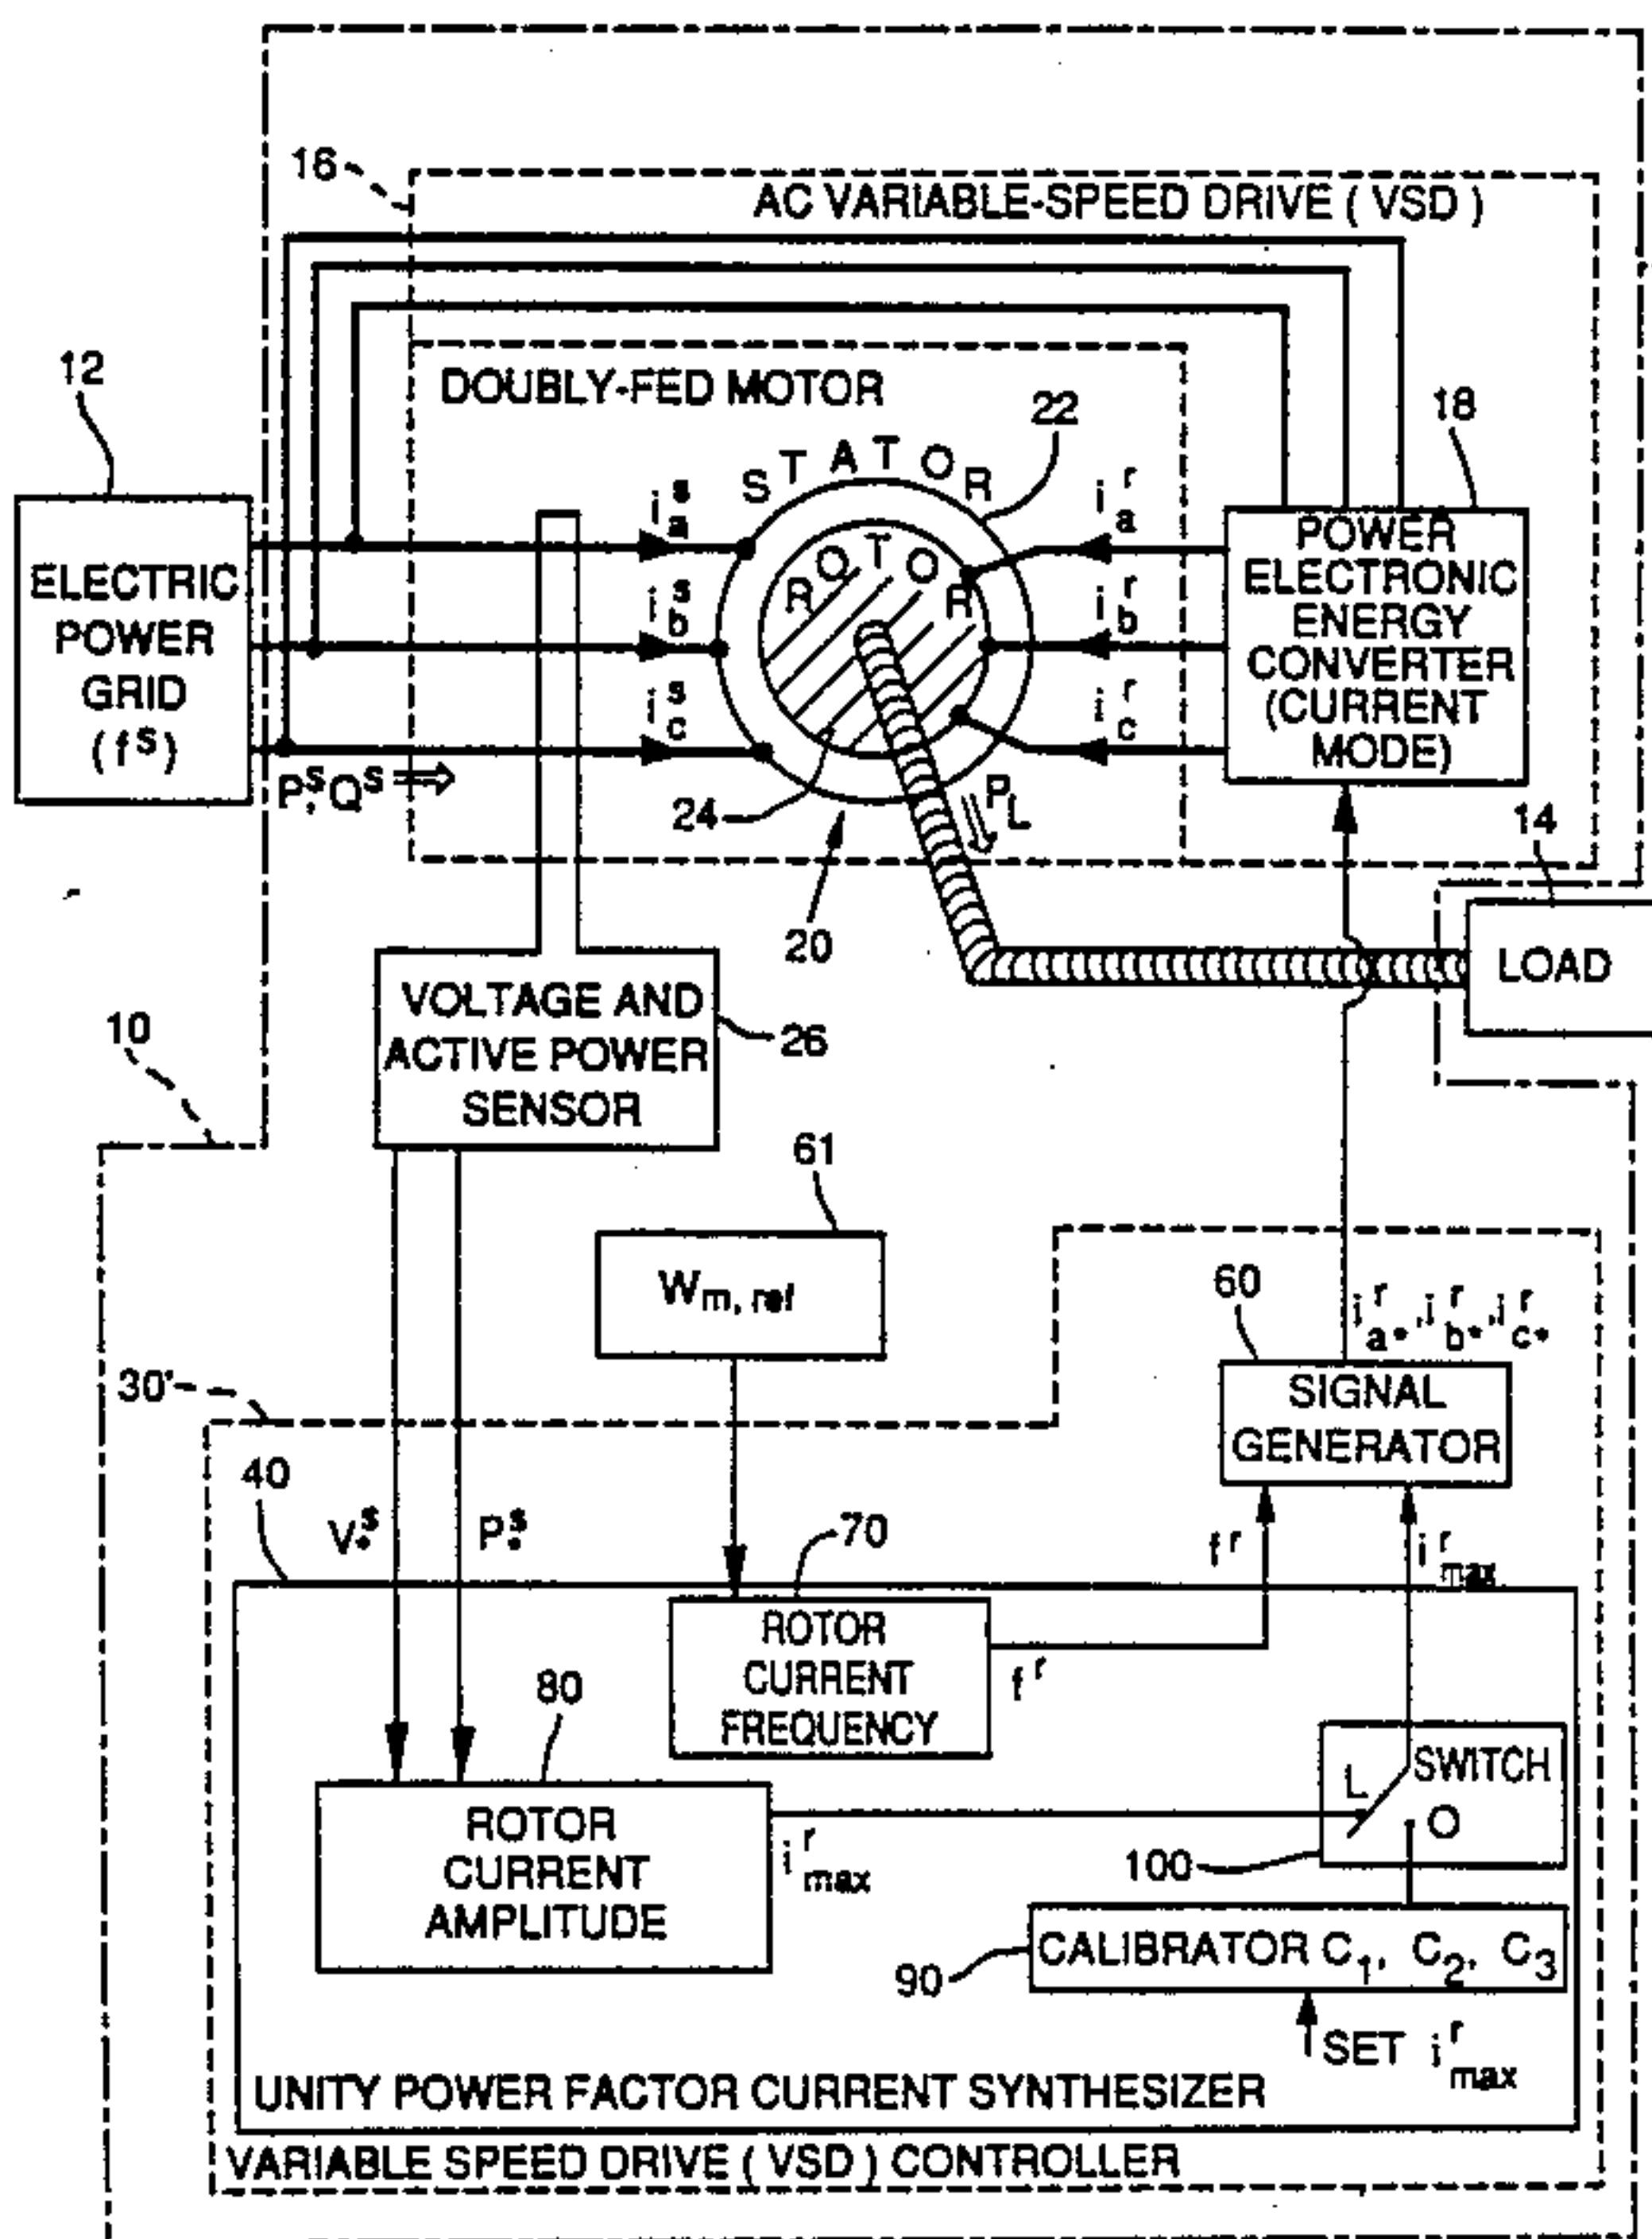 16
AC VARIABLE-SPEED DRIVE ( VSD )
12
DOUBLY-FED MOTOR
22
18
STATOR
ROTOR
i^s_a
i^s_b
i^s_c
i^r_a
i^r_b
i^r_c
ELECTRIC
POWER
GRID
(f^s)
POWER
ELECTRONIC
ENERGY
CONVERTER
(CURRENT
MODE)
P^s, Q^s ⇒
24
P_L
20
14
LOAD
VOLTAGE AND
ACTIVE POWER
SENSOR
26
10
61
W_m, ref
60
i^r_a*, i^r_b*, i^r_c*
30'
SIGNAL
GENERATOR
40
V^s_*
P^s_*
70
f^r
i^r_max
ROTOR
CURRENT
FREQUENCY
f^r
80
ROTOR
CURRENT
AMPLITUDE
i^r_max
L
SWITCH
O
100
90
CALIBRATOR C_1, C_2, C_3
SET i^r_max
UNITY POWER FACTOR CURRENT SYNTHESIZER
VARIABLE SPEED DRIVE ( VSD ) CONTROLLER